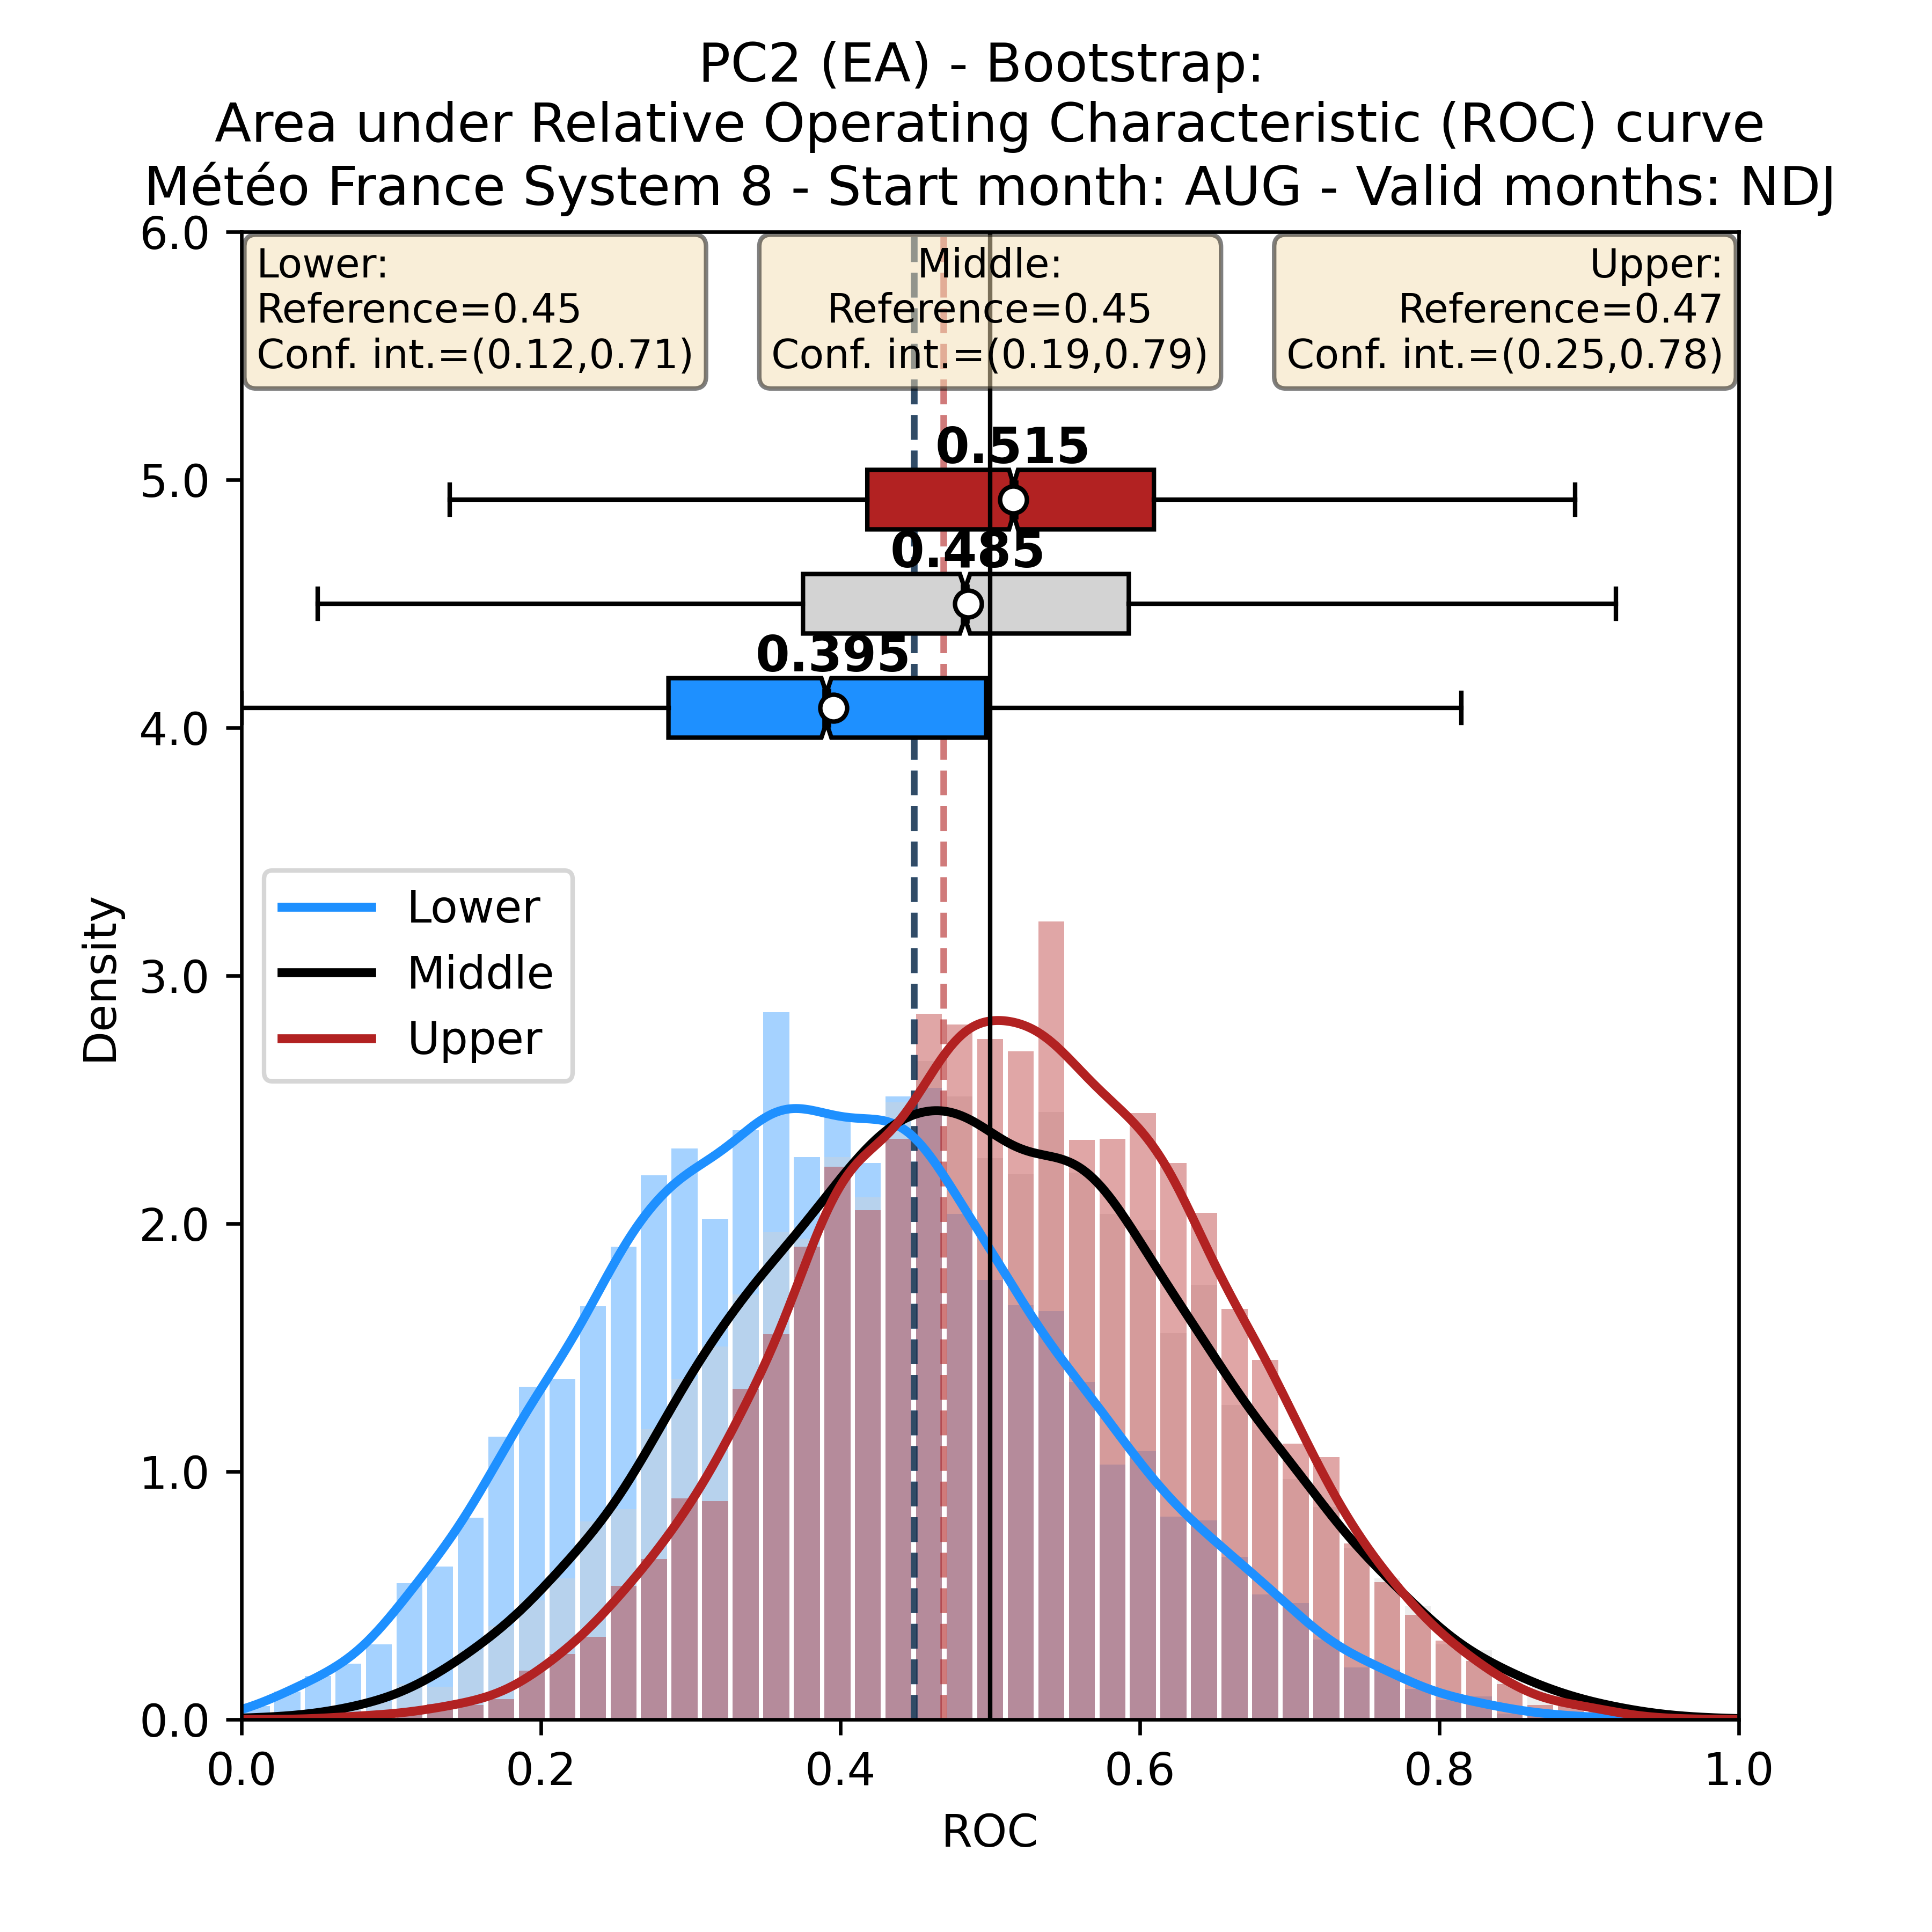 PC2 (EA) - Bootstrap:
Area under Relative Operating Characteristic (ROC) curve
Météo France System 8 - Start month: AUG - Valid months: NDJ
Lower:
Reference=0.45
Conf. int.=(0.12,0.71)
Middle:
Reference=0.45
Conf. int.=(0.19,0.79)
Upper:
Reference=0.47
Conf. int.=(0.25,0.78)
0.515
0.485
0.395
Lower
Middle
Upper
Density
6.0
5.0
4.0
3.0
2.0
1.0
0.0
0.0 0.2 0.4 0.6 0.8 1.0
ROC